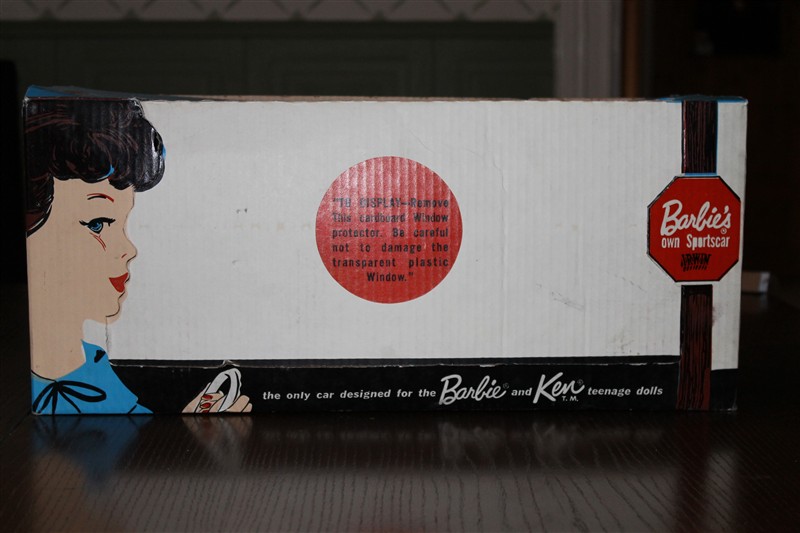 "TO DISPLAY—Remove
This cardboard Window
protector. Be careful
not to damage the
transparent plastic
Window."
Barbie's®
own Sportscar
IRWIN
the only car designed for the Barbie® and Ken T.M. teenage dolls